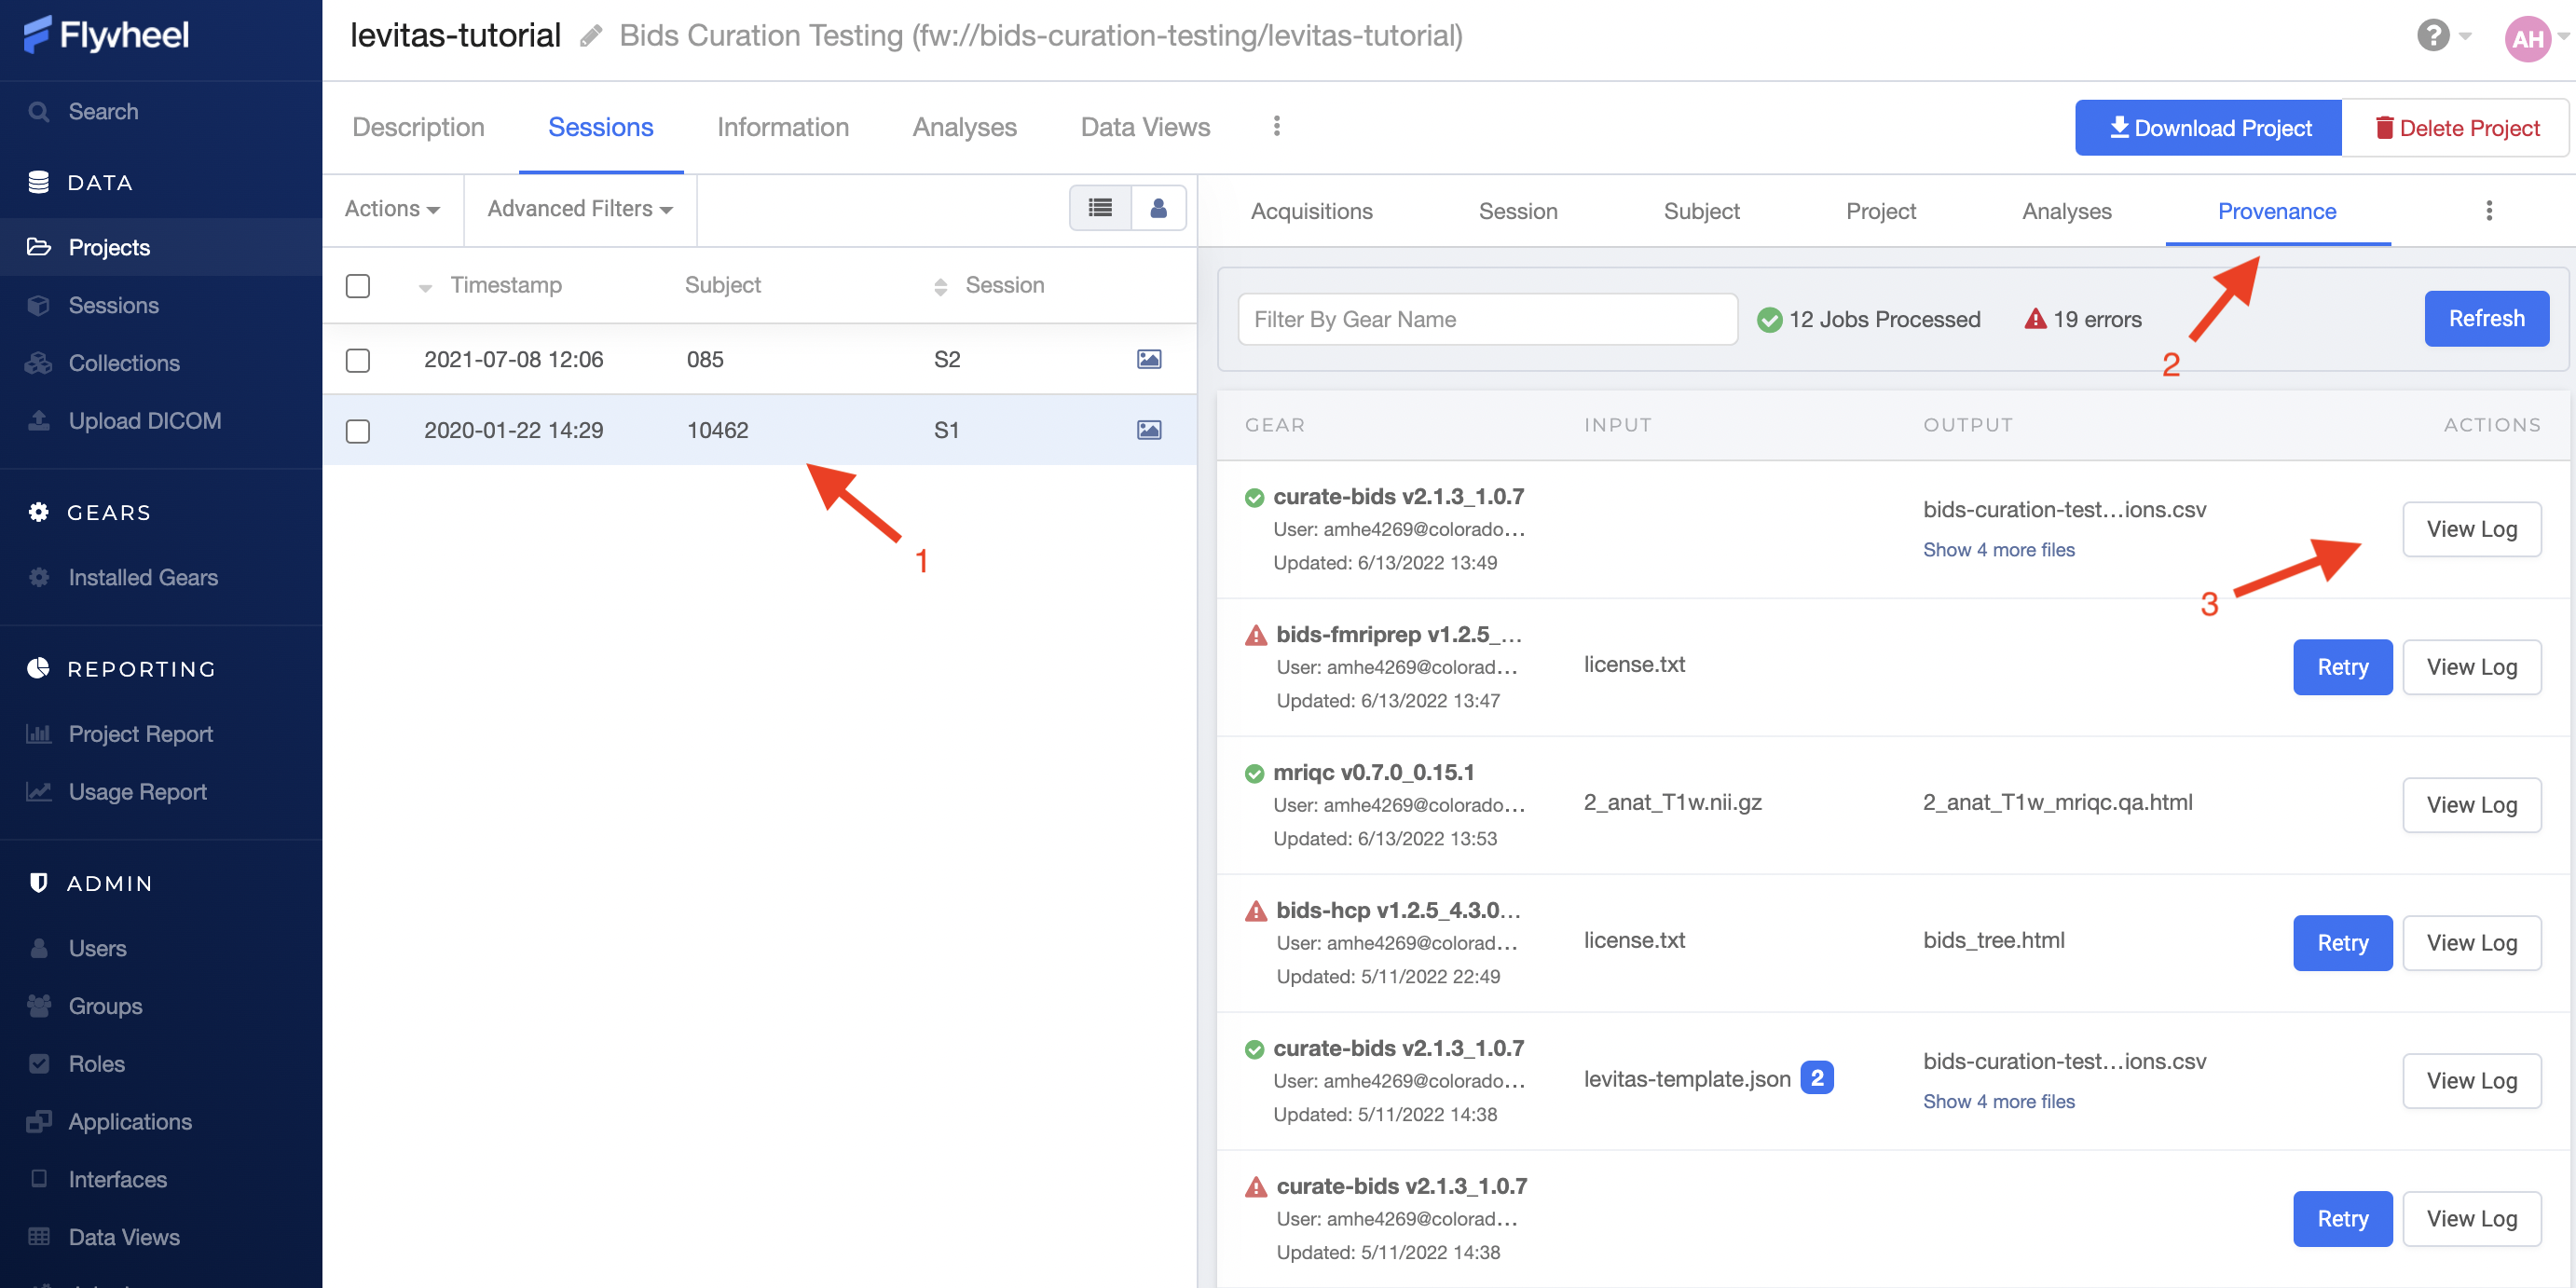 Flywheel
levitas-tutorial Bids Curation Testing (fw://bids-curation-testing/levitas-tutorial)
? AH
Search
DATA
Projects
Sessions
Collections
Upload DICOM
GEARS
Installed Gears
REPORTING
Project Report
Usage Report
ADMIN
Users
Groups
Roles
Applications
Interfaces
Data Views
Description Sessions Information Analyses Data Views
Download Project Delete Project
Actions Advanced Filters
Timestamp Subject Session
2021-07-08 12:06 085 S2
2020-01-22 14:29 10462 S1
1
Acquisitions Session Subject Project Analyses Provenance
Filter By Gear Name 12 Jobs Processed 19 errors Refresh
2
GEAR INPUT OUTPUT ACTIONS
curate-bids v2.1.3_1.0.7
User: amhe4269@colorado...
Updated: 6/13/2022 13:49
bids-curation-test...ions.csv
Show 4 more files
View Log
3
bids-fmriprep v1.2.5_...
User: amhe4269@colorad...
Updated: 6/13/2022 13:47
license.txt
Retry View Log
mriqc v0.7.0_0.15.1
User: amhe4269@colorado...
Updated: 6/13/2022 13:53
2_anat_T1w.nii.gz
2_anat_T1w_mriqc.qa.html
View Log
bids-hcp v1.2.5_4.3.0...
User: amhe4269@colorad...
Updated: 5/11/2022 22:49
license.txt
bids_tree.html
Retry View Log
curate-bids v2.1.3_1.0.7
User: amhe4269@colorado...
Updated: 5/11/2022 14:38
levitas-template.json 2
bids-curation-test...ions.csv
Show 4 more files
View Log
curate-bids v2.1.3_1.0.7
User: amhe4269@colorad...
Updated: 5/11/2022 14:38
Retry View Log